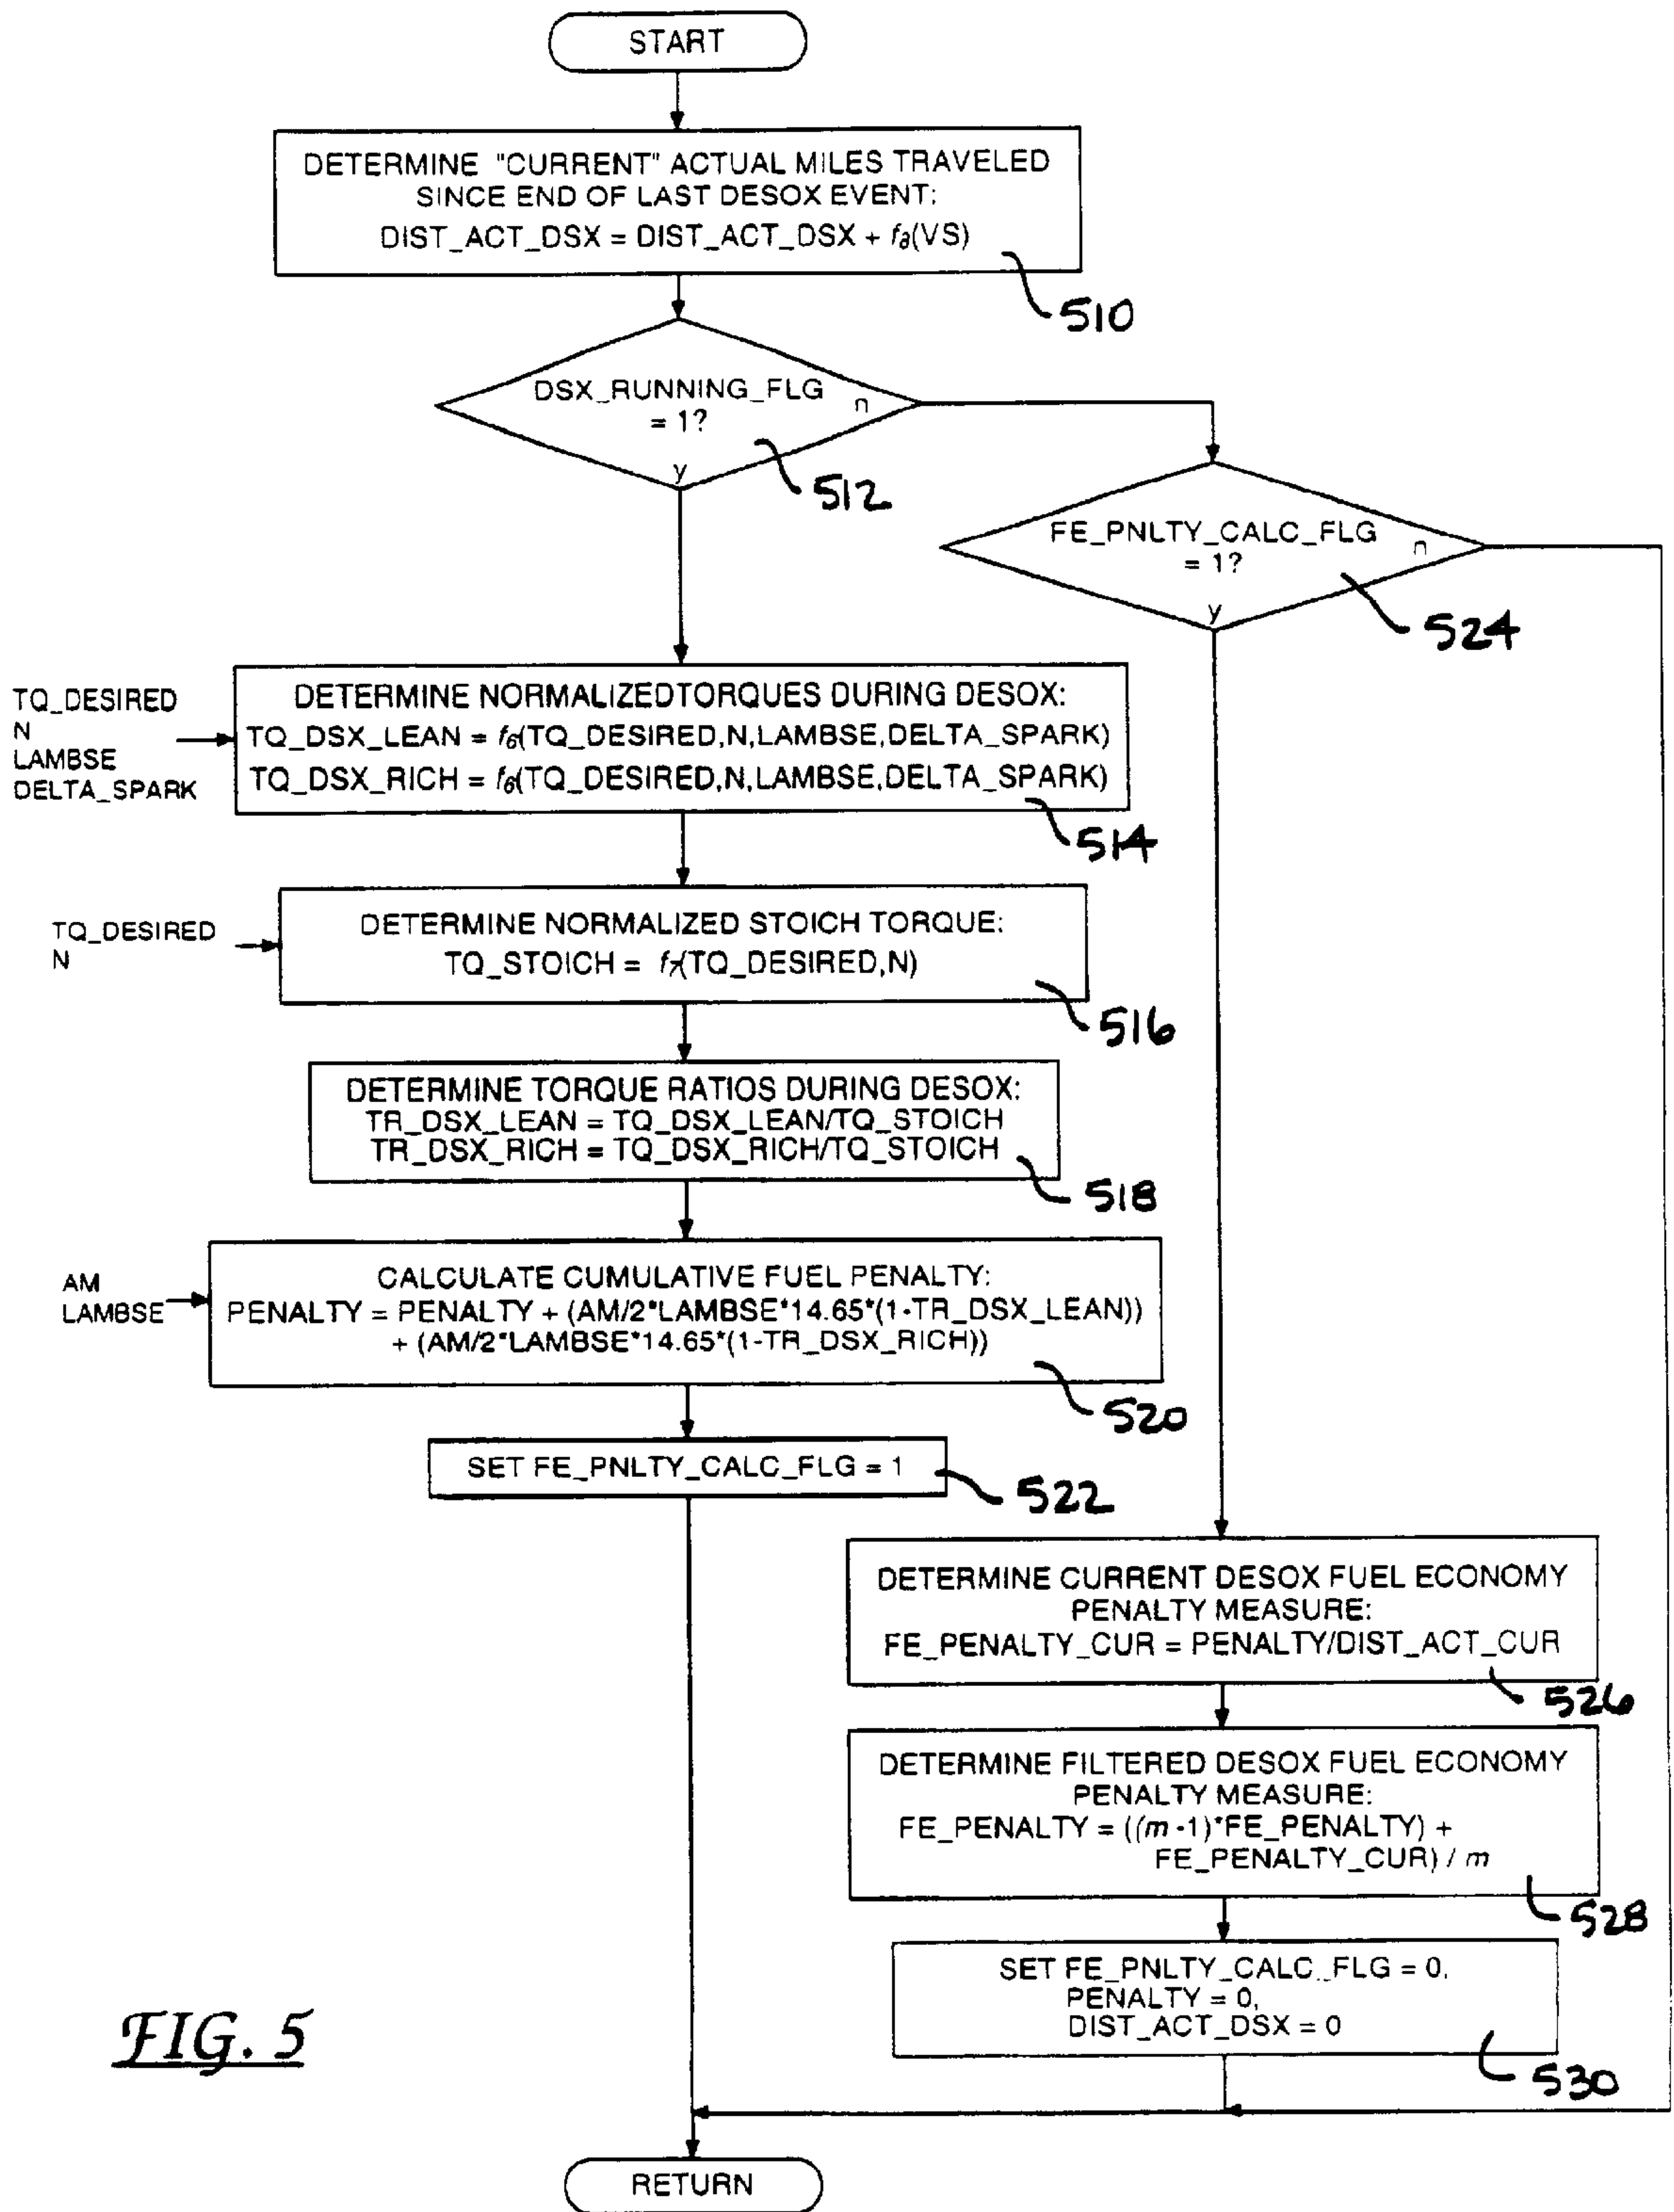 START
DETERMINE "CURRENT" ACTUAL MILES TRAVELED
SINCE END OF LAST DESOX EVENT:
DIST_ACT_DSX = DIST_ACT_DSX + f8(VS)
510
DSX_RUNNING_FLG
= 1?
n
y
512
FE_PNLTY_CALC_FLG
= 1?
n
y
524
TQ_DESIRED
N
LAMBSE
DELTA_SPARK
DETERMINE NORMALIZEDTORQUES DURING DESOX:
TQ_DSX_LEAN = f6(TQ_DESIRED,N,LAMBSE,DELTA_SPARK)
TQ_DSX_RICH = f6(TQ_DESIRED,N,LAMBSE,DELTA_SPARK)
514
TQ_DESIRED
N
DETERMINE NORMALIZED STOICH TORQUE:
TQ_STOICH = f7(TQ_DESIRED,N)
516
DETERMINE TORQUE RATIOS DURING DESOX:
TR_DSX_LEAN = TQ_DSX_LEAN/TQ_STOICH
TR_DSX_RICH = TQ_DSX_RICH/TQ_STOICH
518
AM
LAMBSE
CALCULATE CUMULATIVE FUEL PENALTY:
PENALTY = PENALTY + (AM/2*LAMBSE*14.65*(1-TR_DSX_LEAN))
+ (AM/2*LAMBSE*14.65*(1-TR_DSX_RICH))
520
SET FE_PNLTY_CALC_FLG = 1
522
DETERMINE CURRENT DESOX FUEL ECONOMY
PENALTY MEASURE:
FE_PENALTY_CUR = PENALTY/DIST_ACT_CUR
526
DETERMINE FILTERED DESOX FUEL ECONOMY
PENALTY MEASURE:
FE_PENALTY = ((m -1)*FE_PENALTY) +
FE_PENALTY_CUR) / m
528
SET FE_PNLTY_CALC_FLG = 0,
PENALTY = 0,
DIST_ACT_DSX = 0
530
FIG. 5
RETURN